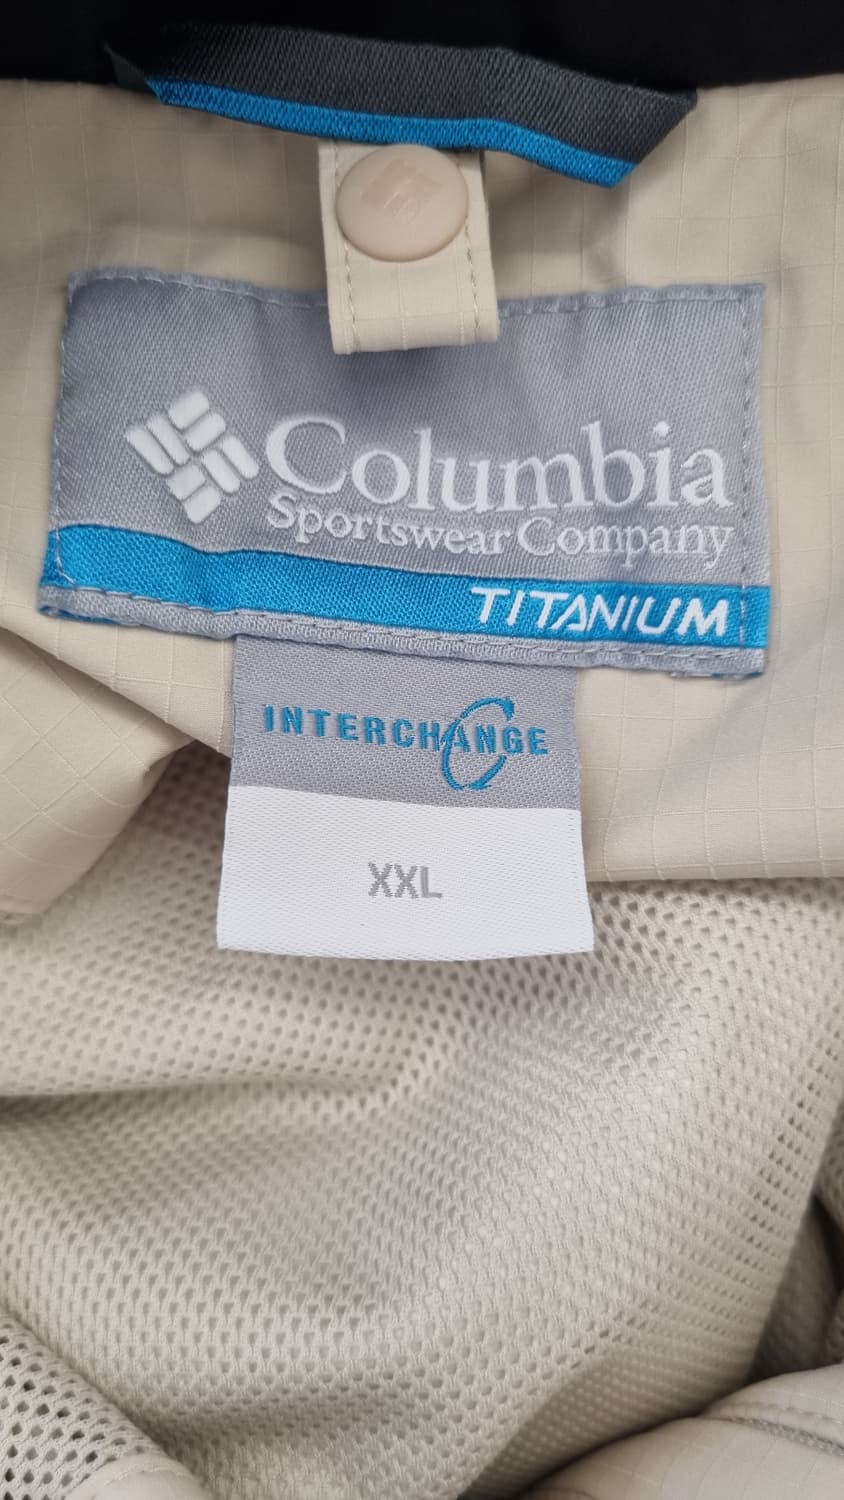 Columbia
Sportswear Company
TITANIUM
INTERCHANGE
XXL